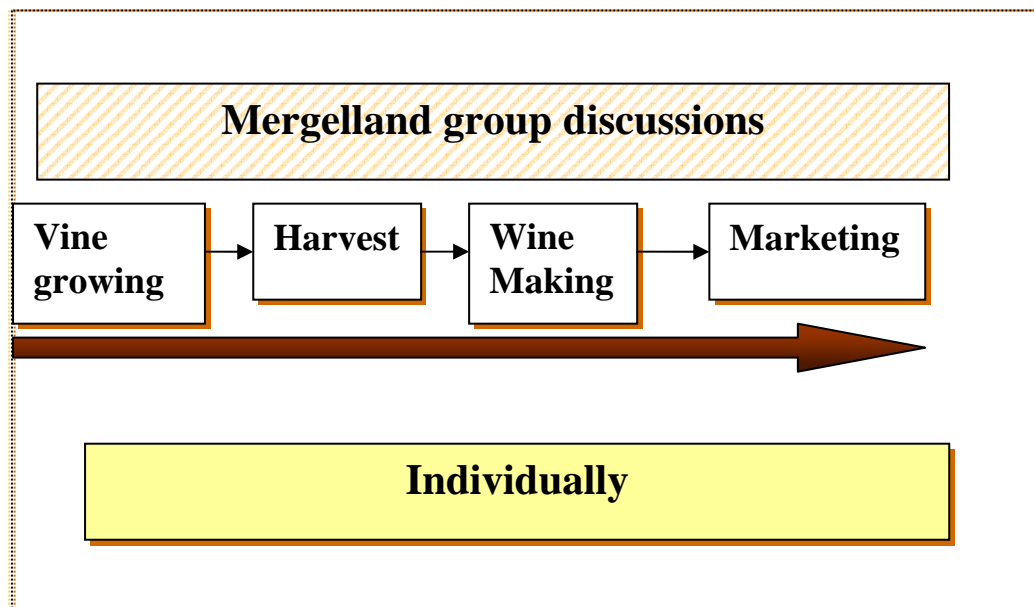 Mergelland group discussions
Vine
growing
Harvest
Wine
Making
Marketing
Individually